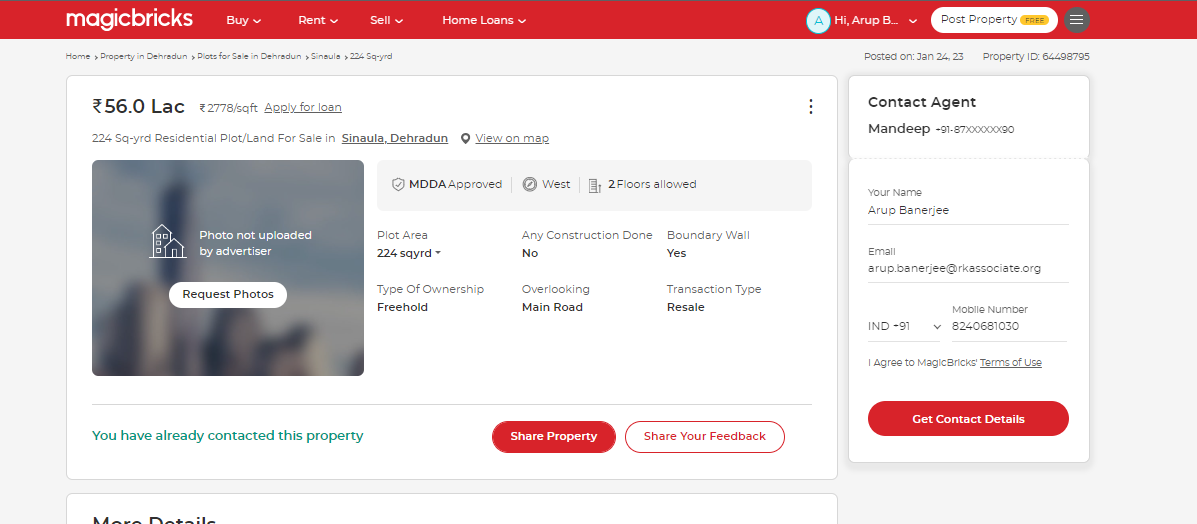 magicbricks Buy Rent Sell Home Loans A Hi, Arup B... Post Property FREE
Home > Property in Dehradun > Plots for Sale in Dehradun > Sinaula > 224 Sq-yrd
Posted on: Jan 24, 23 Property ID: 64498795
₹56.0 Lac ₹2778/sqft Apply for loan
224 Sq-yrd Residential Plot/Land For Sale in Sinaula, Dehradun View on map
Photo not uploaded
by advertiser
Request Photos
MDDA Approved West 2 Floors allowed
Plot Area
224 sqyrd
Any Construction Done
No
Boundary Wall
Yes
Type Of Ownership
Freehold
Overlooking
Main Road
Transaction Type
Resale
You have already contacted this property
Share Property
Share Your Feedback
Contact Agent
Mandeep +91-87XXXXXX90
Your Name
Arup Banerjee
Email
arup.banerjee@rkassociate.org
IND +91
Mobile Number
8240681030
I Agree to MagicBricks' Terms of Use
Get Contact Details
More Details